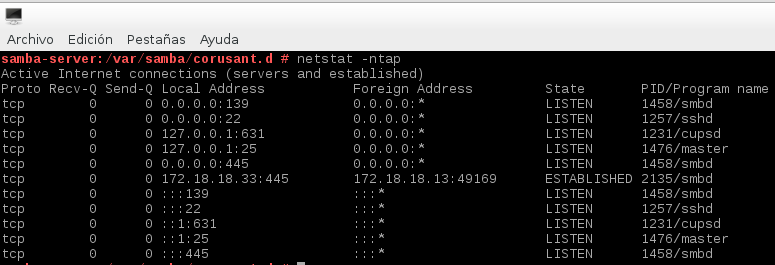 Archivo Edición Pestañas Ayuda
samba-server:/var/samba/corusant.d # netstat -ntap
Active Internet connections (servers and established)
Proto Recv-Q Send-Q Local Address Foreign Address State PID/Program name
tcp 0 0 0.0.0.0:139 0.0.0.0:* LISTEN 1458/smbd
tcp 0 0 0.0.0.0:22 0.0.0.0:* LISTEN 1257/sshd
tcp 0 0 127.0.0.1:631 0.0.0.0:* LISTEN 1231/cupsd
tcp 0 0 127.0.0.1:25 0.0.0.0:* LISTEN 1476/master
tcp 0 0 0.0.0.0:445 0.0.0.0:* LISTEN 1458/smbd
tcp 0 0 172.18.18.33:445 172.18.18.13:49169 ESTABLISHED 2135/smbd
tcp 0 0 :::139 :::* LISTEN 1458/smbd
tcp 0 0 :::22 :::* LISTEN 1257/sshd
tcp 0 0 ::1:631 :::* LISTEN 1231/cupsd
tcp 0 0 ::1:25 :::* LISTEN 1476/master
tcp 0 0 :::445 :::* LISTEN 1458/smbd